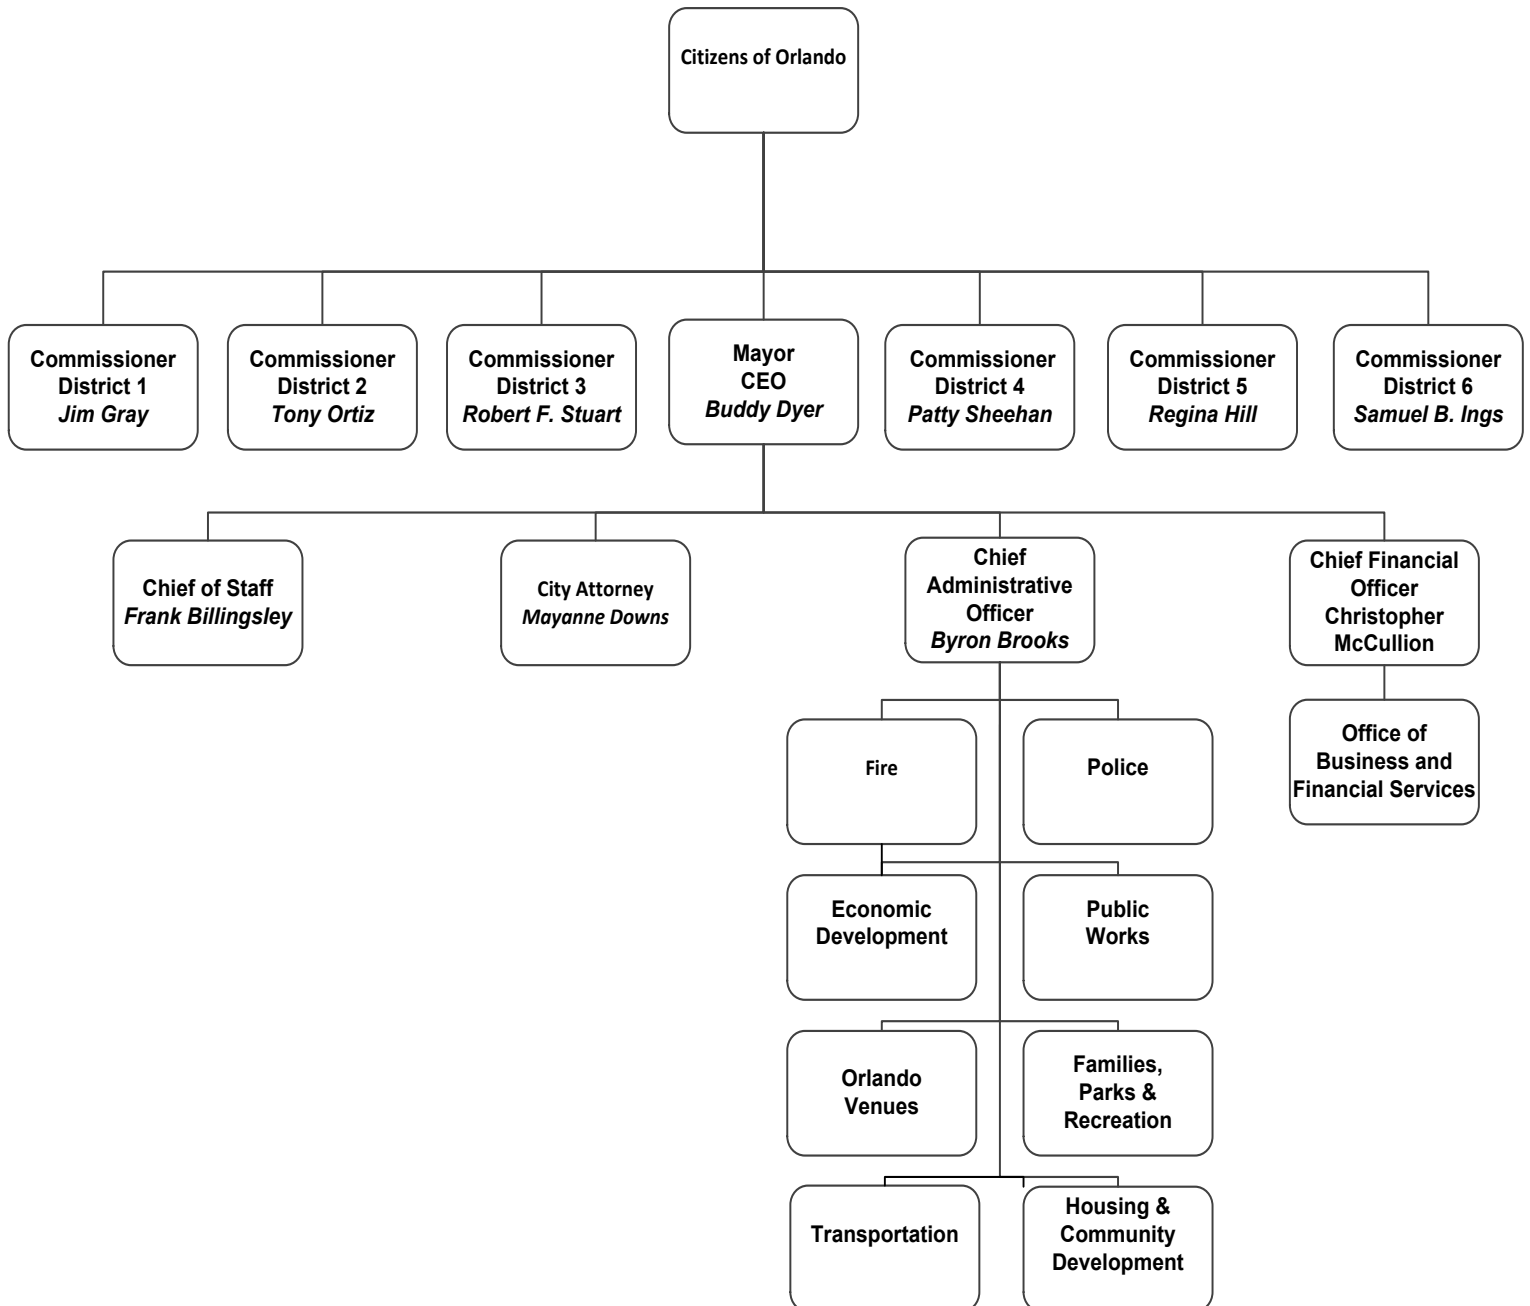 Citizens of Orlando
Commissioner
District 1
Jim Gray
Commissioner
District 2
Tony Ortiz
Commissioner
District 3
Robert F. Stuart
Mayor
CEO
Buddy Dyer
Commissioner
District 4
Patty Sheehan
Commissioner
District 5
Regina Hill
Commissioner
District 6
Samuel B. Ings
Chief of Staff
Frank Billingsley
City Attorney
Mayanne Downs
Chief
Administrative
Officer
Byron Brooks
Chief Financial
Officer
Christopher
McCullion
Fire
Police
Office of
Business and
Financial Services
Economic
Development
Public
Works
Orlando
Venues
Families,
Parks &
Recreation
Transportation
Housing &
Community
Development